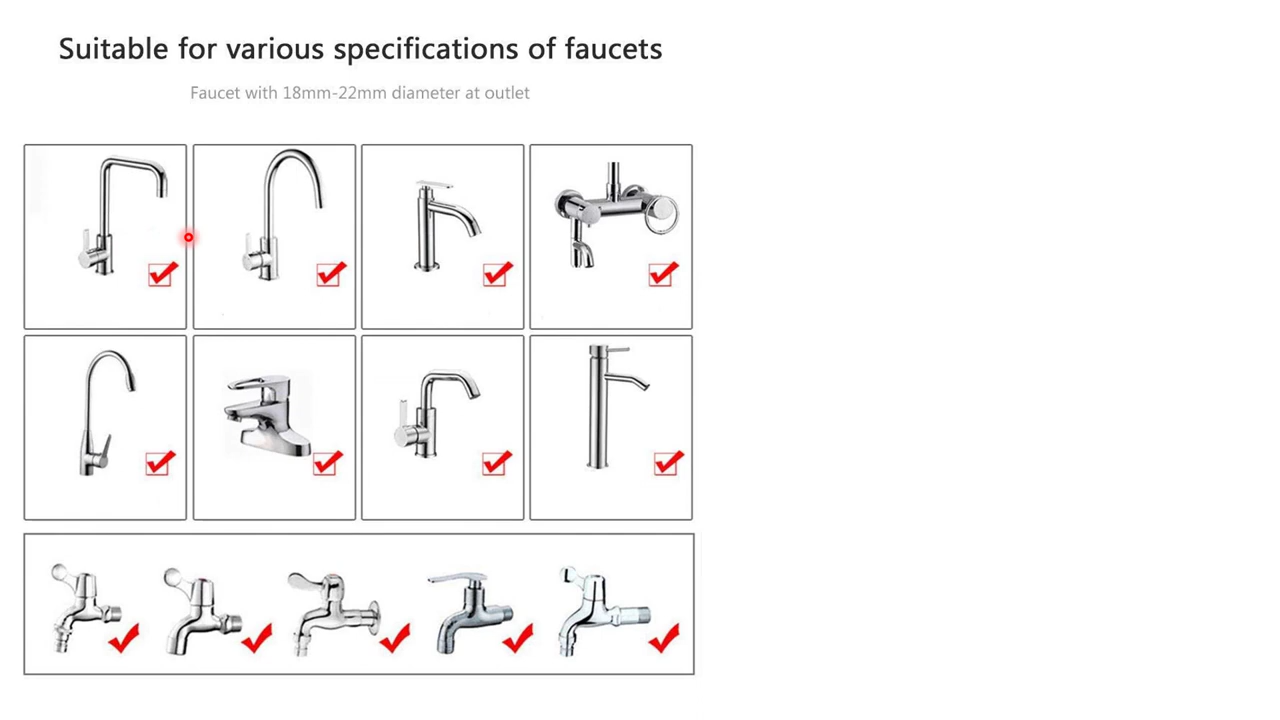 Suitable for various specifications of faucets
Faucet with 18mm-22mm diameter at outlet